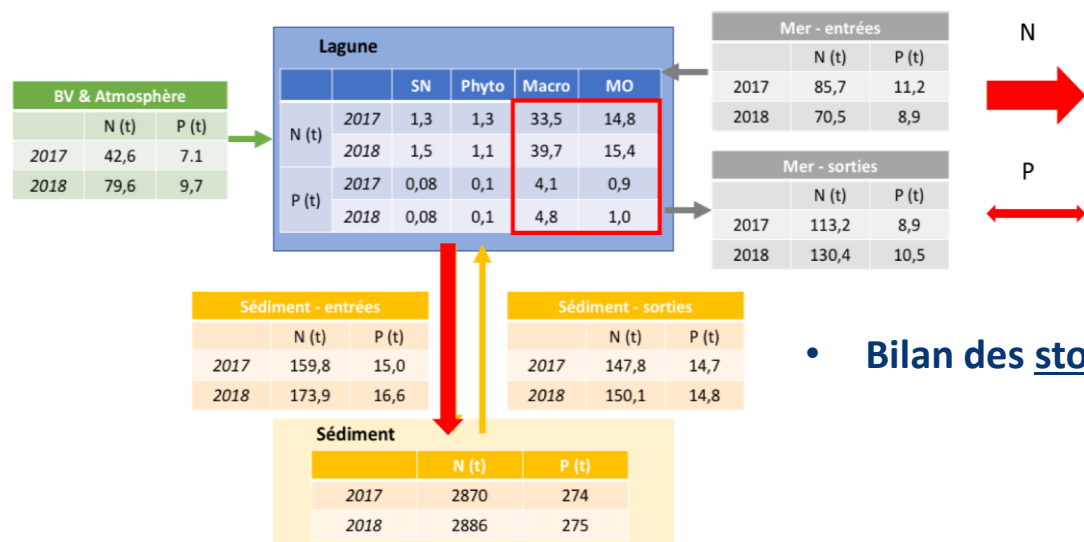 Lagune
SN Phyto Macro MO
N (t) 2017 1,3 1,3 33,5 14,8
2018 1,5 1,1 39,7 15,4
P (t) 2017 0,08 0,1 4,1 0,9
2018 0,08 0,1 4,8 1,0
BV & Atmosphère
N (t) P (t)
2017 42,6 7.1
2018 79,6 9,7
Mer - entrées
N (t) P (t)
2017 85,7 11,2
2018 70,5 8,9
Mer - sorties
N (t) P (t)
2017 113,2 8,9
2018 130,4 10,5
N
P
Sédiment - entrées
N (t) P (t)
2017 159,8 15,0
2018 173,9 16,6
Sédiment - sorties
N (t) P (t)
2017 147,8 14,7
2018 150,1 14,8
• Bilan des sto
Sédiment
N (t) P (t)
2017 2870 274
2018 2886 275